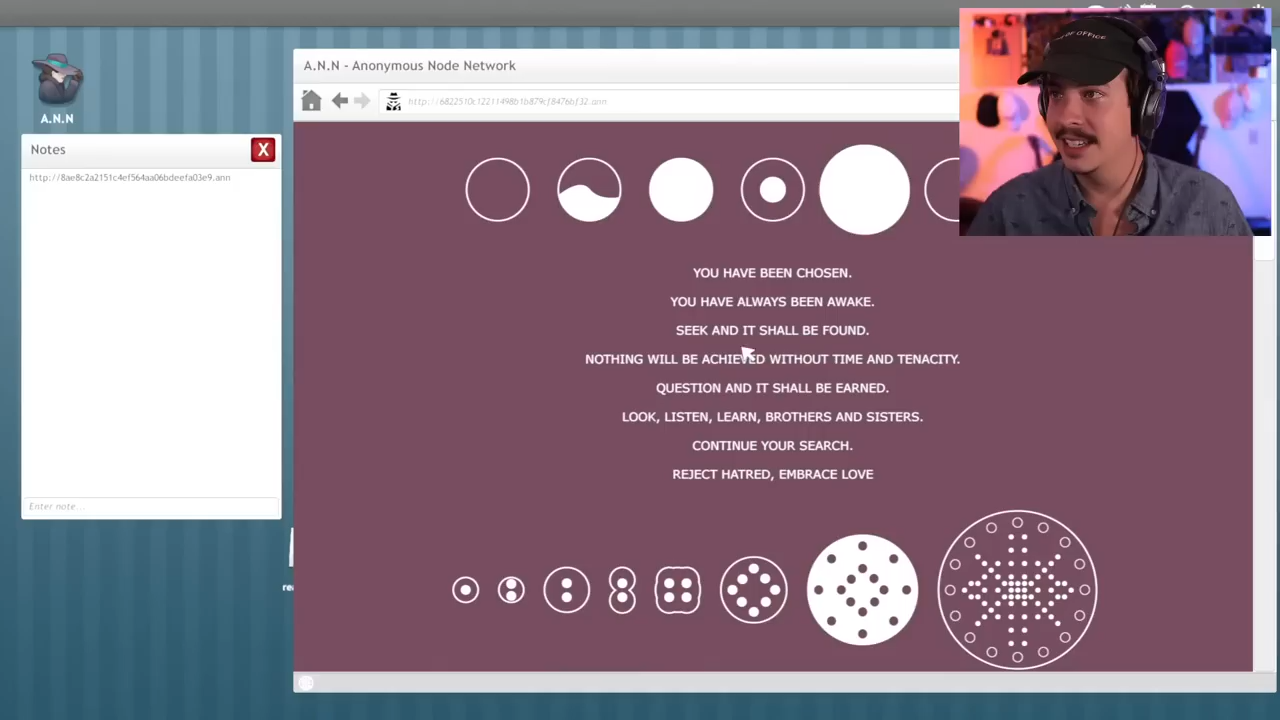 A.N.N - Anonymous Node Network
A.N.N
Notes
X
http://8ae8c2a2151c4ef564aa06bdeefa03e9.ann
YOU HAVE BEEN CHOSEN.
YOU HAVE ALWAYS BEEN AWAKE.
SEEK AND IT SHALL BE FOUND.
NOTHING WILL BE ACHIEVED WITHOUT TIME AND TENACITY.
QUESTION AND IT SHALL BE EARNED.
LOOK, LISTEN, LEARN, BROTHERS AND SISTERS.
CONTINUE YOUR SEARCH.
REJECT HATRED, EMBRACE LOVE
Enter note...
OF OFFICE